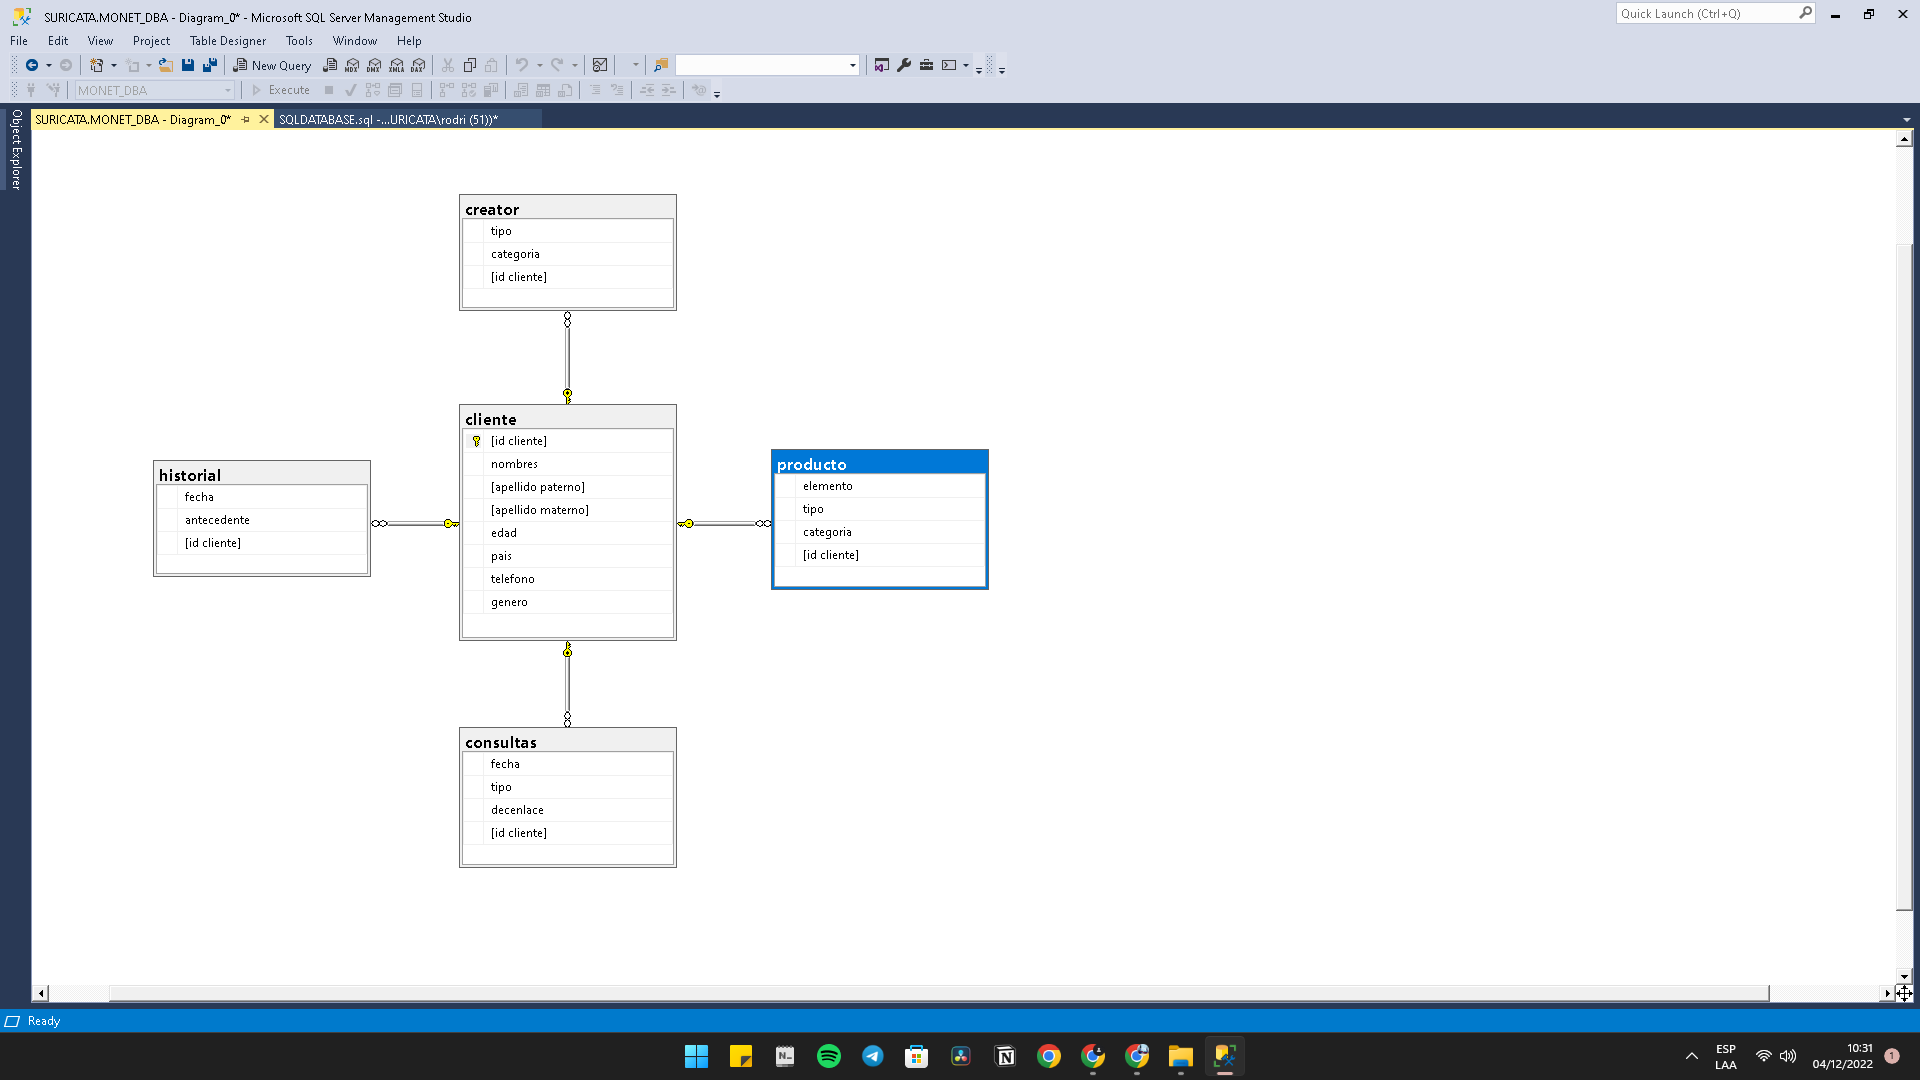 SURICATA.MONET_DBA - Diagram_0* - Microsoft SQL Server Management Studio
Quick Launch (Ctrl+Q)
File Edit View Project Table Designer Tools Window Help
New Query MDX DMX XMLA DAX
MONET_DBA Execute
SURICATA.MONET_DBA - Diagram_0* SQLDATABASE.sql -...URICATA\rodri (51))*
Object Explorer
creator
tipo
categoria
[id cliente]
cliente
[id cliente]
nombres
[apellido paterno]
[apellido materno]
edad
pais
telefono
genero
historial
fecha
antecedente
[id cliente]
producto
elemento
tipo
categoria
[id cliente]
consultas
fecha
tipo
decenlace
[id cliente]
Ready
ESP
LAA
10:31
04/12/2022
1